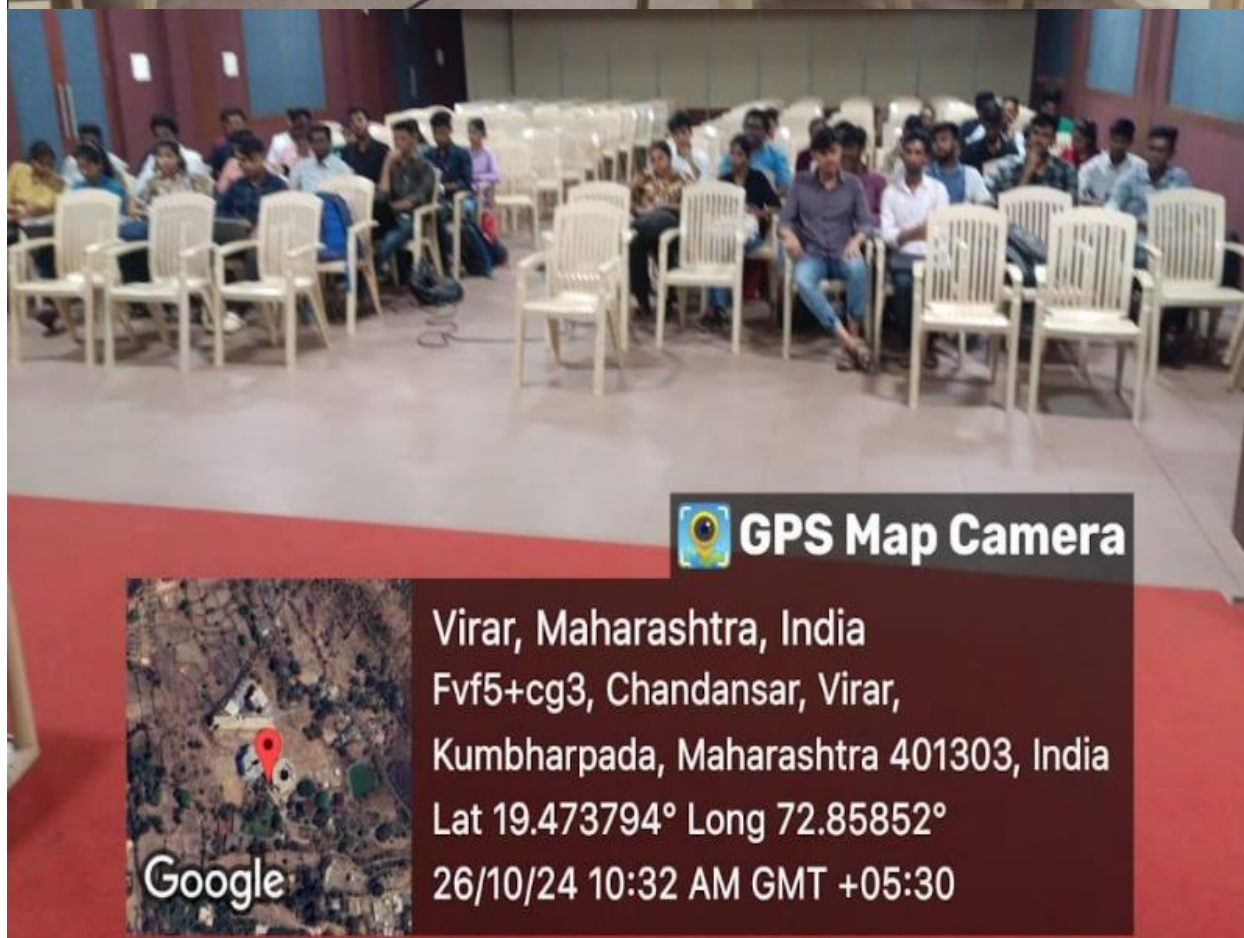 GPS Map Camera
Virar, Maharashtra, India
Fvf5+cg3, Chandansar, Virar,
Kumbharpada, Maharashtra 401303, India
Lat 19.473794° Long 72.85852°
26/10/24 10:32 AM GMT +05:30
Google